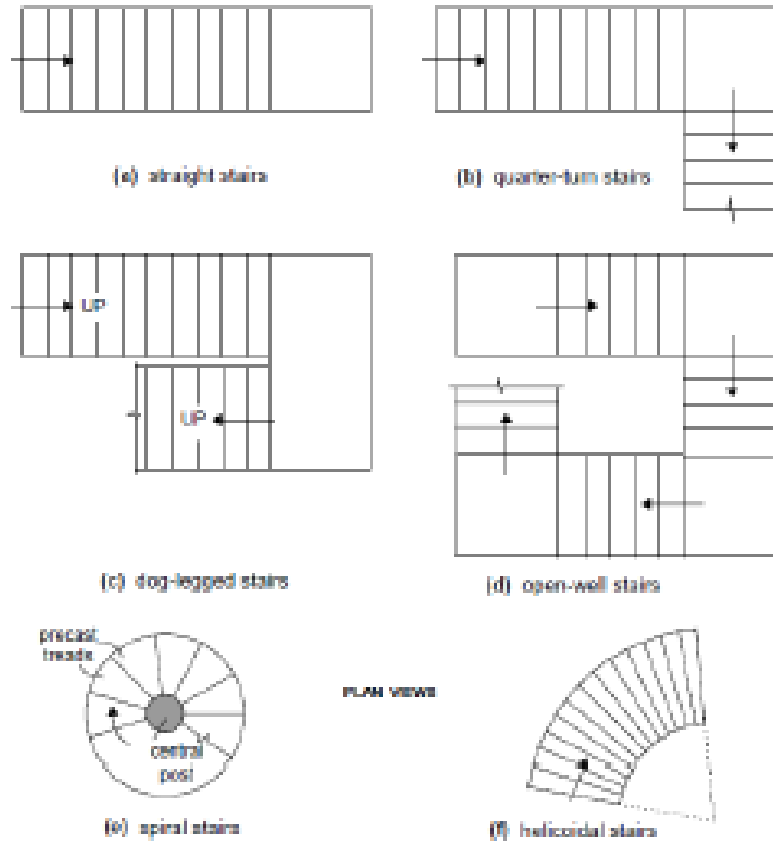 (a) straight stairs
(b) quarter-turn stairs
UP
UP
(c) dog-legged stairs
(d) open-well stairs
precast
treads
PLAN VIEWS
central
post
(e) spiral stairs
(f) helicoidal stairs